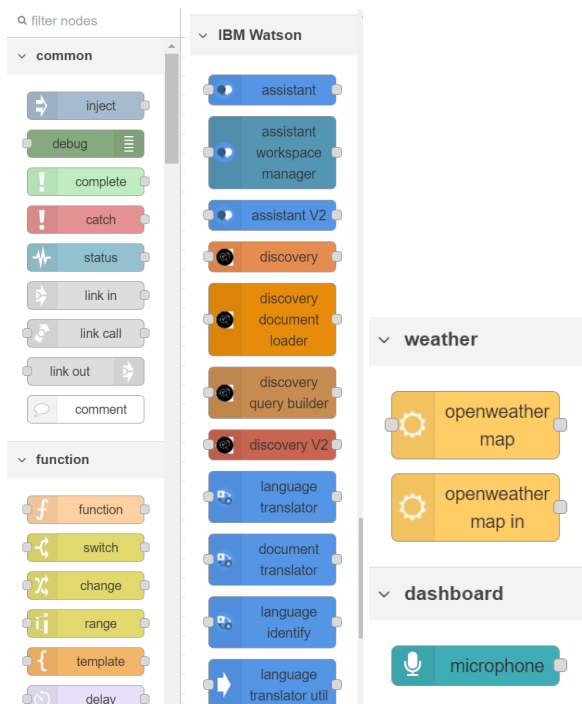 filter nodes
common
inject
debug
complete
catch
status
link in
link call
link out
comment
function
function
switch
change
range
template
delay
IBM Watson
assistant
assistant
workspace
manager
assistant V2
discovery
discovery
document
loader
discovery
query builder
discovery V2
language
translator
document
translator
language
identify
language
translator util
weather
openweather
map
openweather
map in
dashboard
microphone